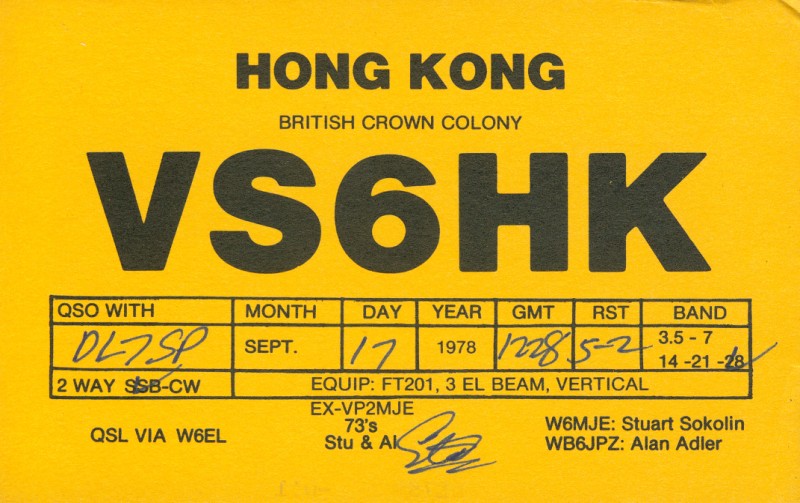 HONG KONG
BRITISH CROWN COLONY
VS6HK
QSO WITH MONTH DAY YEAR GMT RST BAND
DL7SP SEPT. 17 1978 1228 5-2 3.5 - 7
14 -21 -28
2 WAY SSB-CW EQUIP: FT201, 3 EL BEAM, VERTICAL
EX-VP2MJE
QSL VIA W6EL 73's W6MJE: Stuart Sokolin
Stu & Al Stu WB6JPZ: Alan Adler